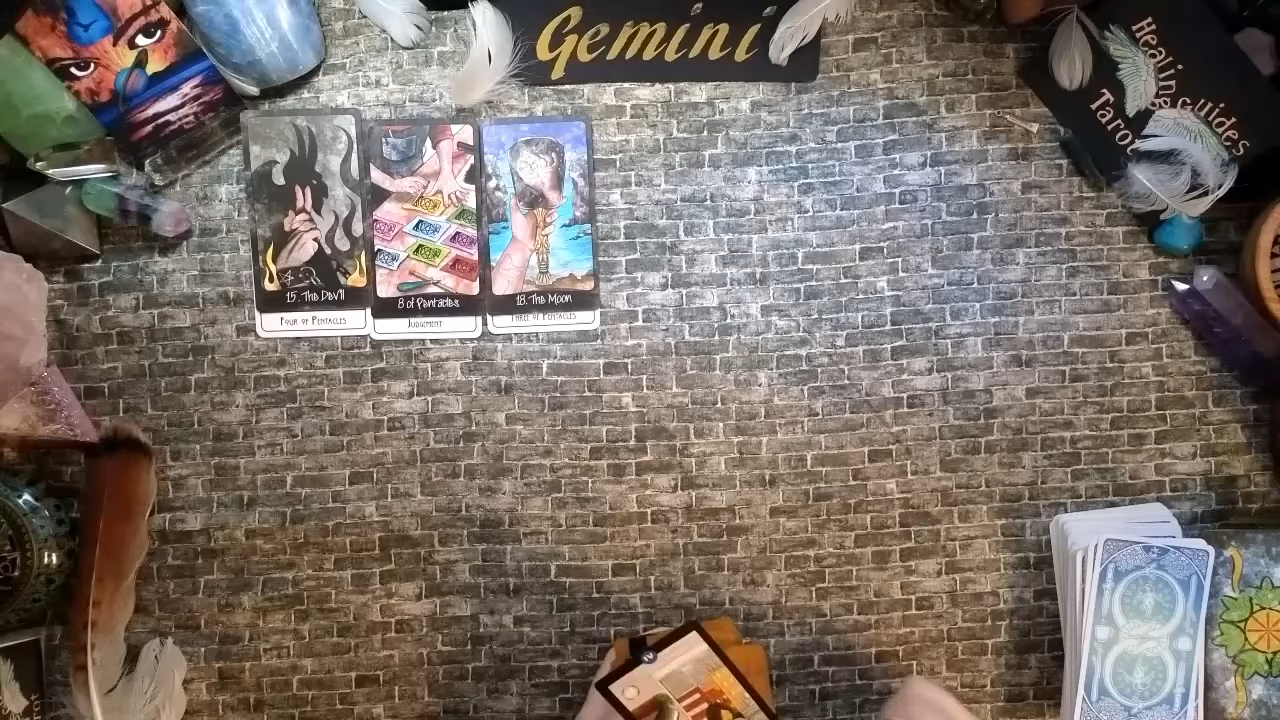 Gemini
Healing Guides
Tarot
15. The Devil
8 of Pentacles
18. The Moon
Four of Pentacles
Judgement
Three of Pentacles